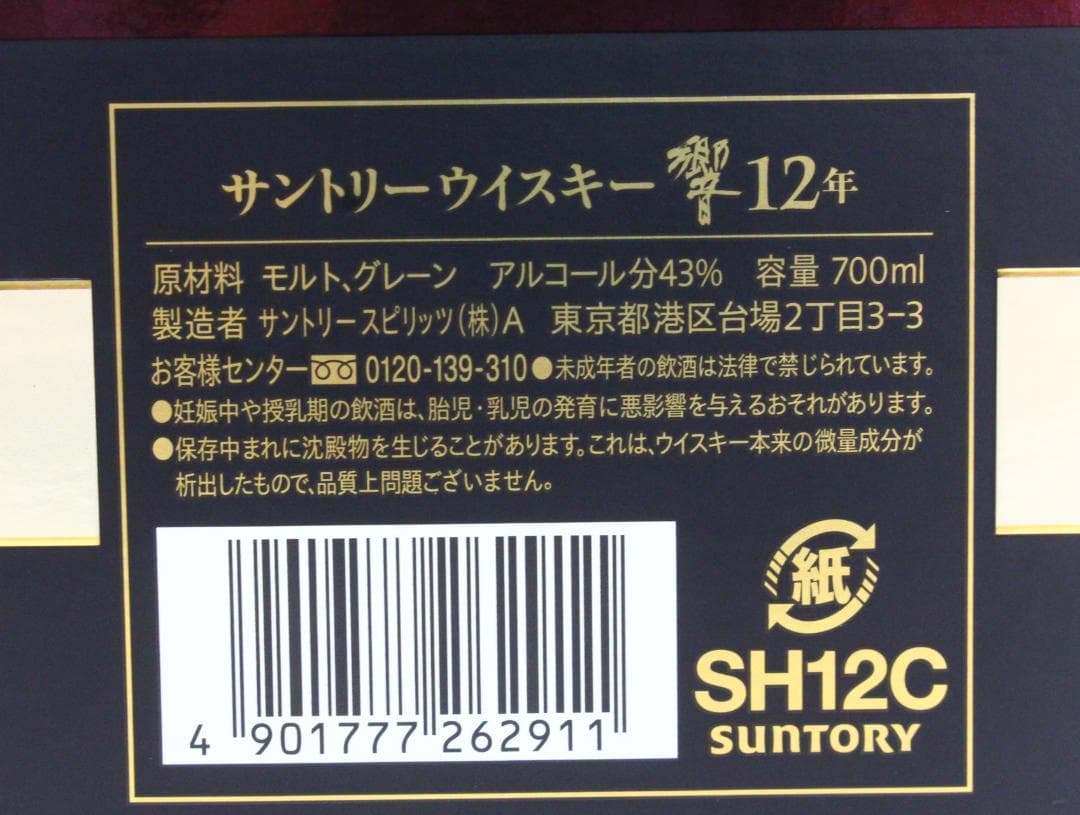 サントリーウイスキー 響 12年
原材料 モルト、グレーン アルコール分43% 容量 700ml
製造者 サントリースピリッツ(株)A 東京都港区台場2丁目3-3
お客様センター 0120-139-310 ●未成年者の飲酒は法律で禁じられています。
●妊娠中や授乳期の飲酒は、胎児・乳児の発育に悪影響を与えるおそれがあります。
●保存中まれに沈殿物を生じることがあります。これは、ウイスキー本来の微量成分が
析出したもので、品質上問題ございません。
紙
SH12C
SUNTORY
4 901777 262911